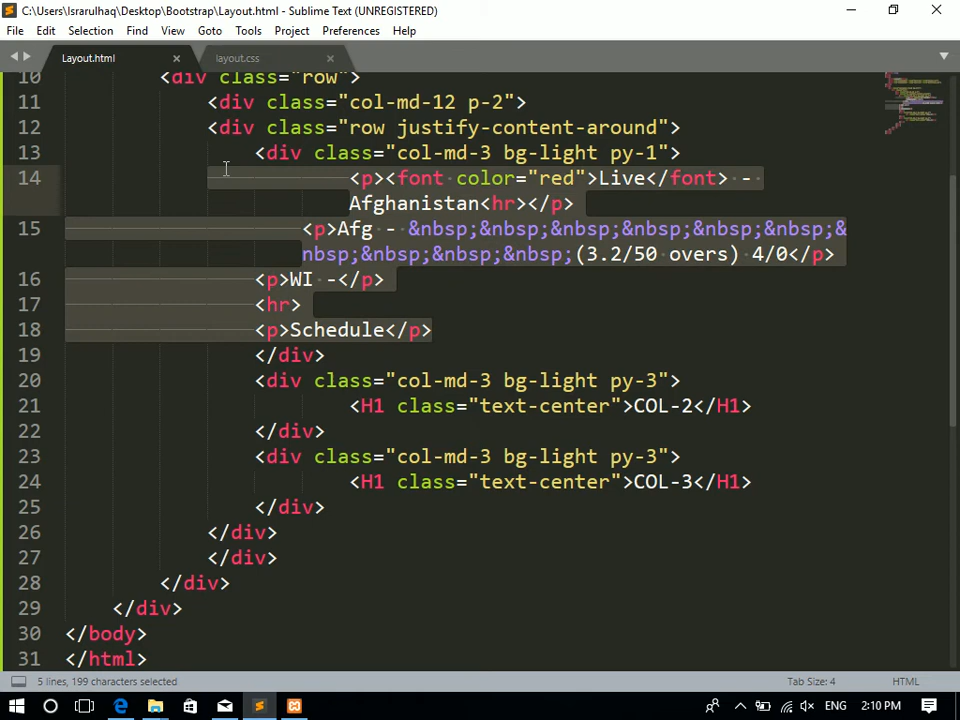 C:\Users\Israrulhaq\Desktop\Bootstrap\Layout.html - Sublime Text (UNREGISTERED)
File Edit Selection Find View Goto Tools Project Preferences Help
Layout.html × layout.css ×
10 <div class="row">
11 <div class="col-md-12 p-2">
12 <div class="row justify-content-around">
13 <div class="col-md-3 bg-light py-1">
14 <p><font color="red">Live</font> -
Afghanistan<hr></p>
15 <p>Afg - &nbsp;&nbsp;&nbsp;&nbsp;&nbsp;&nbsp;&
nbsp;&nbsp;&nbsp;&nbsp;(3.2/50 overs) 4/0</p>
16 <p>WI -</p>
17 <hr>
18 <p>Schedule</p>
19 </div>
20 <div class="col-md-3 bg-light py-3">
21 <H1 class="text-center">COL-2</H1>
22 </div>
23 <div class="col-md-3 bg-light py-3">
24 <H1 class="text-center">COL-3</H1>
25 </div>
26 </div>
27 </div>
28 </div>
29 </div>
30 </body>
31 </html>
5 lines, 199 characters selected Tab Size: 4 HTML
ENG 2:10 PM